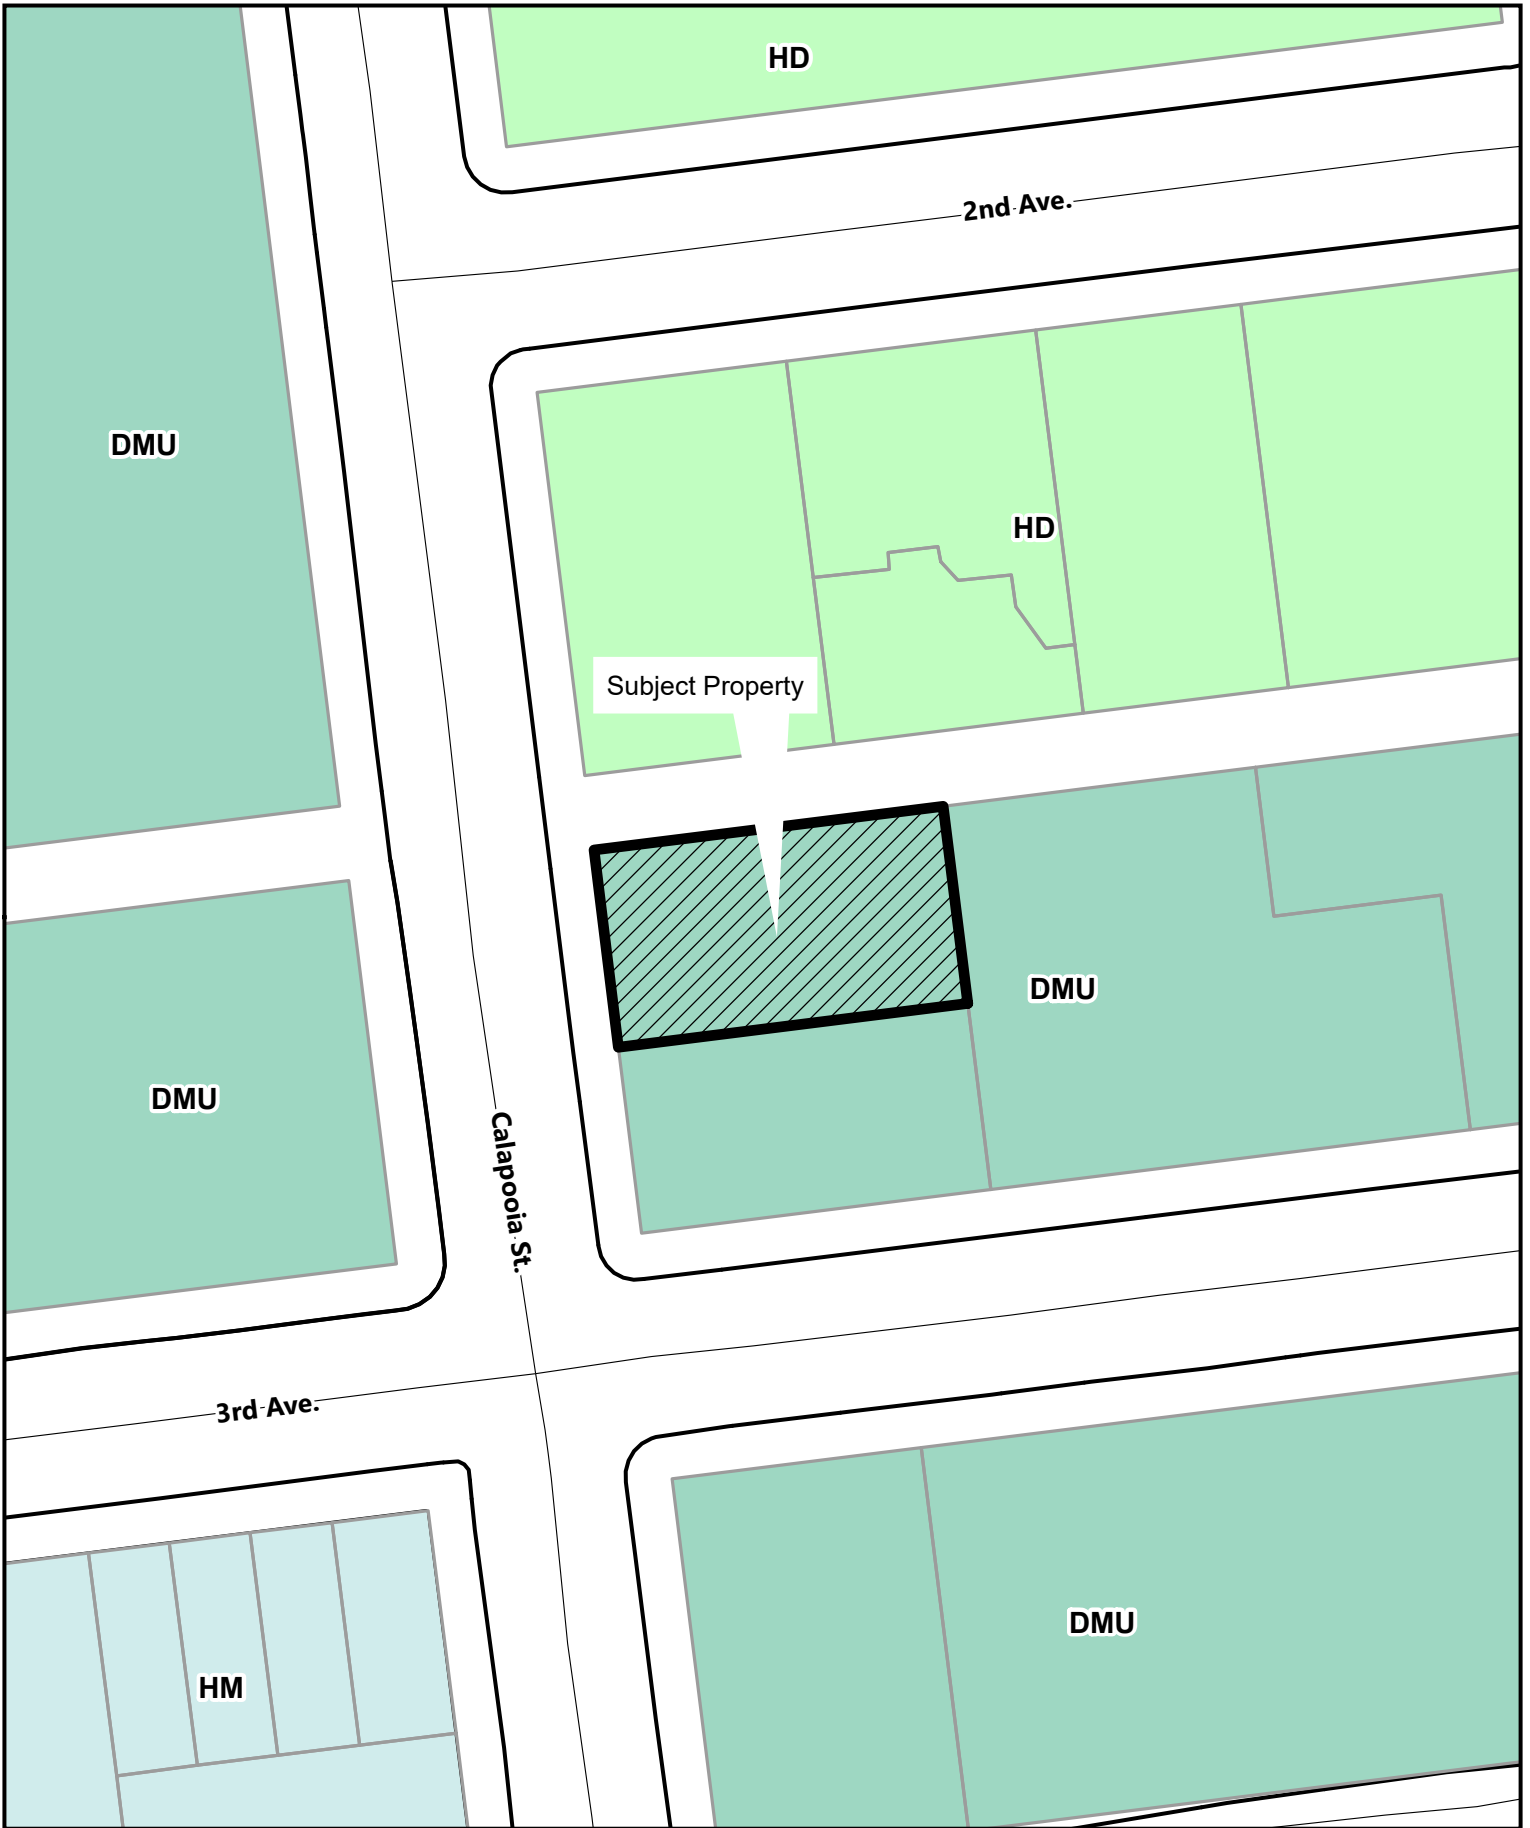 HD
2nd Ave.
DMU
HD
Subject Property
DMU
DMU
Calapooia St.
3rd Ave.
DMU
HM